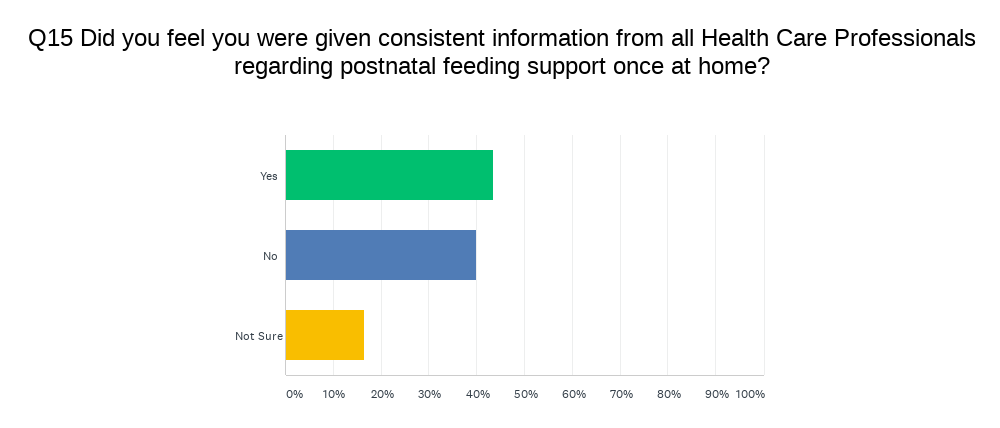 Q15 Did you feel you were given consistent information from all Health Care Professionals
regarding postnatal feeding support once at home?
Yes
No
Not Sure
0% 10% 20% 30% 40% 50% 60% 70% 80% 90% 100%